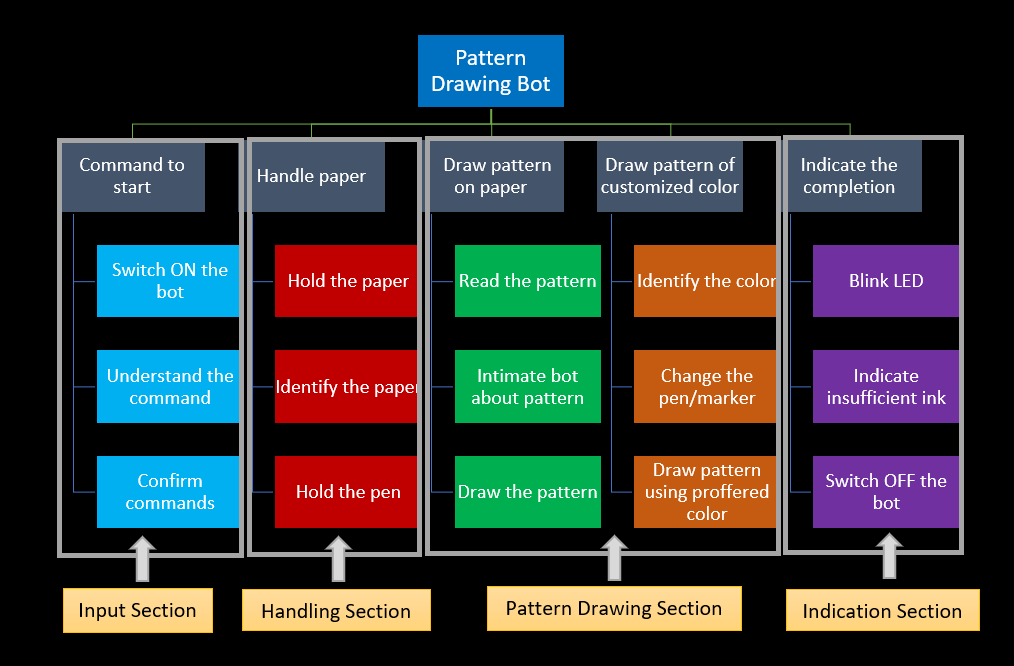 Pattern
Drawing Bot
Command to
start
Handle paper
Draw pattern
on paper
Draw pattern of
customized color
Indicate the
completion
Switch ON the
bot
Hold the paper
Read the pattern
Identify the color
Blink LED
Understand the
command
Identify the paper
Intimate bot
about pattern
Change the
pen/marker
Indicate
insufficient ink
Confirm
commands
Hold the pen
Draw the pattern
Draw pattern
using proffered
color
Switch OFF the
bot
Input Section
Handling Section
Pattern Drawing Section
Indication Section